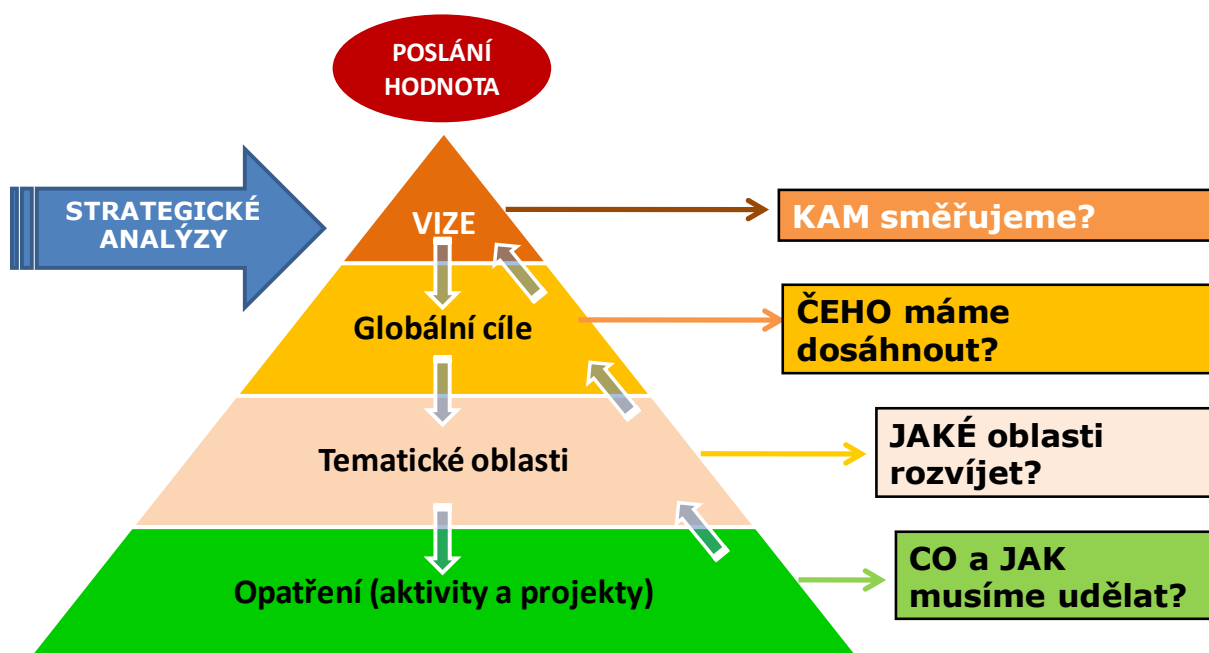 POSLÁNÍ
HODNOTA
STRATEGICKÉ
ANALÝZY
VIZE
KAM směřujeme?
Globální cíle
ČEHO máme
dosáhnout?
Tematické oblasti
JAKÉ oblasti
rozvíjet?
Opatření (aktivity a projekty)
CO a JAK
musíme udělat?